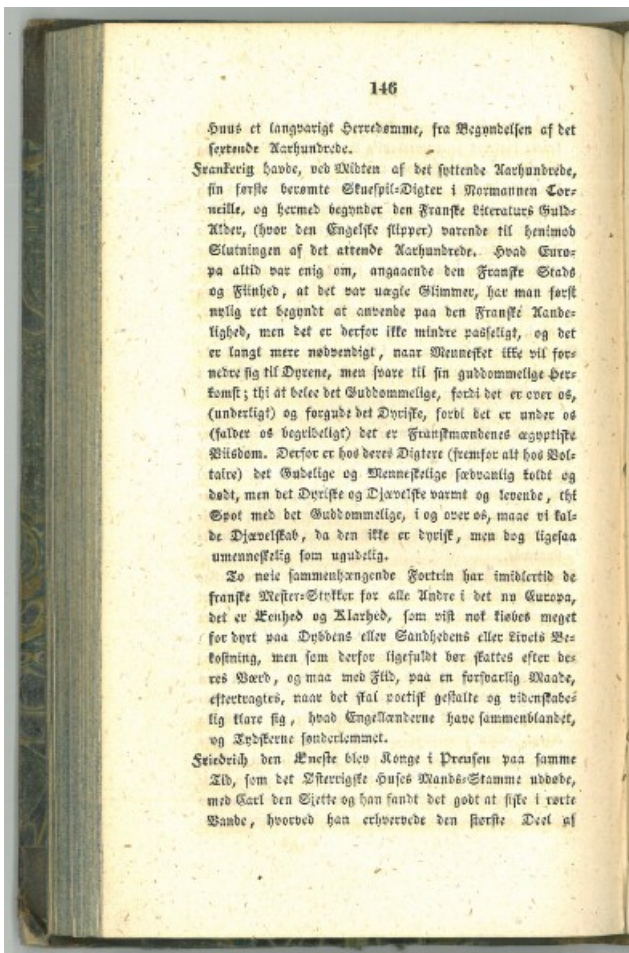 146
Huus et langvarigt Herredømme, fra Begyndelsen af det
sextende Aarhundrede.
Frankerig havde, ved Midten af det syttende Aarhundrede,
sin første berømte Skuespil-Digter i Normannen Cor-
neille, og hermed begynder den Franske Literaturs Guld-
Alder, (hvor den Engelske slipper) varende til henimod
Slutningen af det attende Aarhundrede. Hvad Euro-
pa altid var enig om, angaaende den Franske Stads
og Fiinhed, at det var uægte Glimmer, har man først
nylig ret begyndt at anvende paa den Franske Aande-
lighed, men det er derfor ikke mindre passeligt, og det
er langt mere nødvendigt, naar Mennesket ikke vil for-
nedre sig til Dyrene, men svare til sin guddommelige Her-
komst; thi at belee det Guddommelige, fordi det er over os,
(underligt) og forgude det Dyriske, fordi det er under os
(falder os begribeligt) det er Franskmændenes ægyptiske
Viisdom. Derfor er hos deres Digtere (fremfor alt hos Vol-
taire) det Gudelige og Menneskelige sædvanlig koldt og
dødt, men det Dyriske og Djævelske varmt og levende, thi
Spot med det Guddommelige, i og over os, maae vi kal-
de Djævelskab, da den ikke er dyrisk, men dog ligesaa
umenneskelig som ugudelig.
To nøie sammenhængende Fortrin har imidlertid de
franske Mester-Stykker for alle Andre i det ny Europa,
det er Eenhed og Klarhed, som vist nok kiøbes meget
for dyrt paa Dydens eller Sandhedens eller Livets Be-
kostning, men som derfor ligefuldt bør skattes efter de-
res Værd, og maa med Flid, paa en forsvarlig Maade,
eftertragtes, naar det skal poetisk gestalte og videnskabe-
lig klare sig, hvad Engellænderne have sammenblandet,
og Tydskerne sønderlemmet.
Friedrich den Eneste blev Konge i Preusen paa samme
Tid, som det Østerrigske Huses Mands-Stamme uddøde,
med Carl den Sjette og han fandt det godt at fiske i rørte
Vande, hvorved han erhvervede den største Deel af